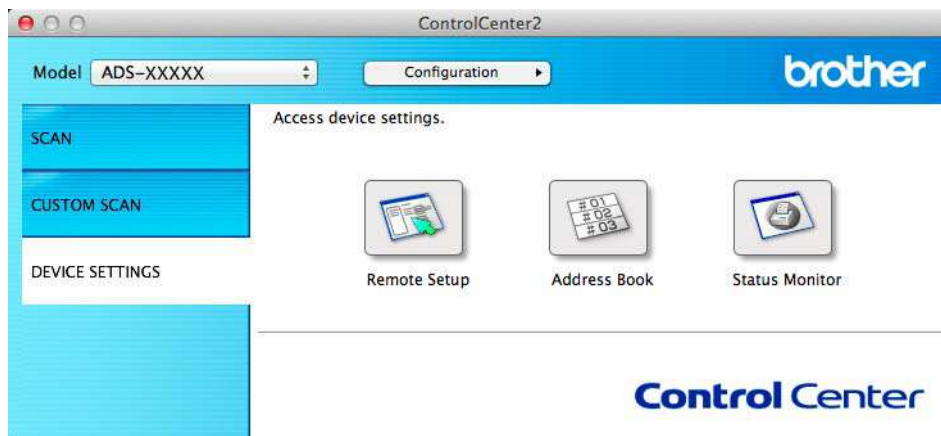 ControlCenter2
Model ADS-XXXXX Configuration
brother
SCAN
CUSTOM SCAN
DEVICE SETTINGS
Access device settings.
#01
#02
#03
Remote Setup Address Book Status Monitor
Control Center